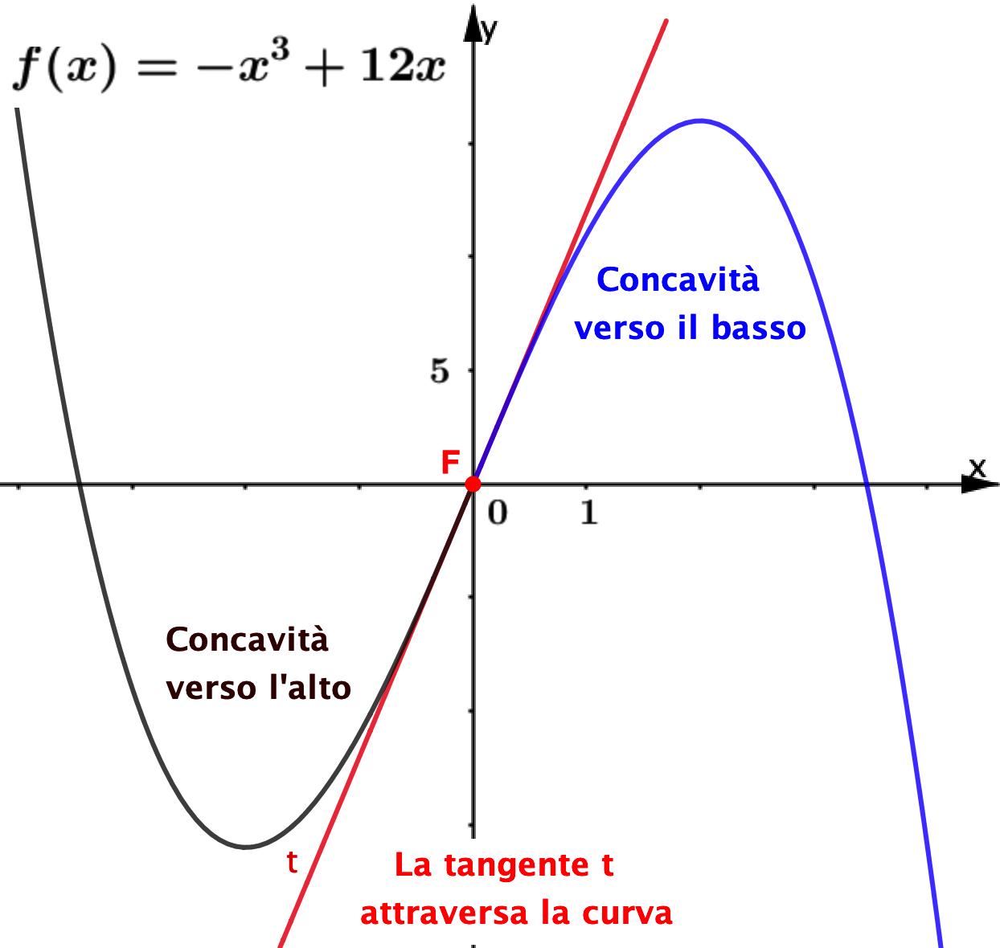 y
f(x) = −x³ + 12x
Concavità
verso il basso
5
F
x
0
1
Concavità
verso l'alto
t
La tangente t
attraversa la curva